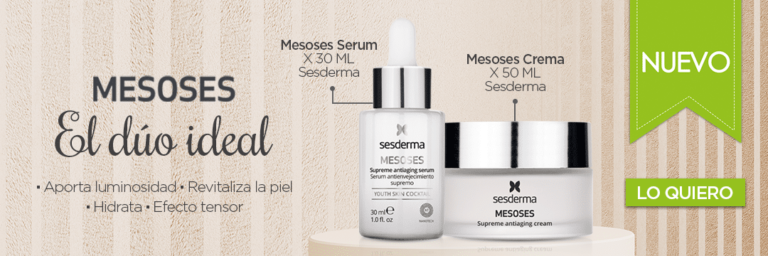 MESOSES
El dúo ideal
• Aporta luminosidad • Revitaliza la piel
• Hidrata • Efecto tensor
Mesoses Serum
X 30 ML
Sesderma
Mesoses Crema
X 50 ML
Sesderma
sesderma
MESOSES
Supreme antiaging serum
Serum antienvejecimiento
supremo
YOUTH SKIN COCKTAIL
30 ml ℮
1.0 fl. oz
sesderma
MESOSES
Supreme antiaging cream
NUEVO
LO QUIERO